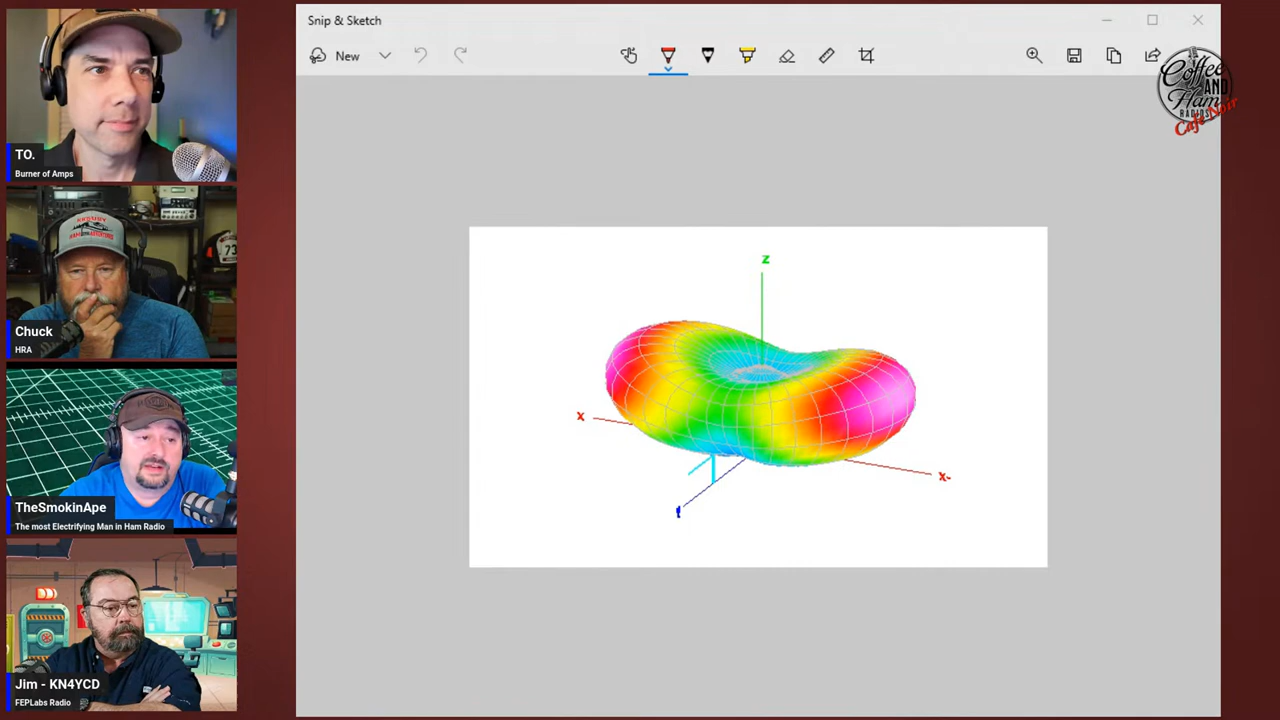 TO.
Burner of Amps
Chuck
HRA
TheSmokinApe
The most Electrifying Man in Ham Radio
Jim - KN4YCD
FEPLabs Radio
73
Snip & Sketch
New
Z
X
X-
Coffee
AND
Ham
RADIOS
Café Noir